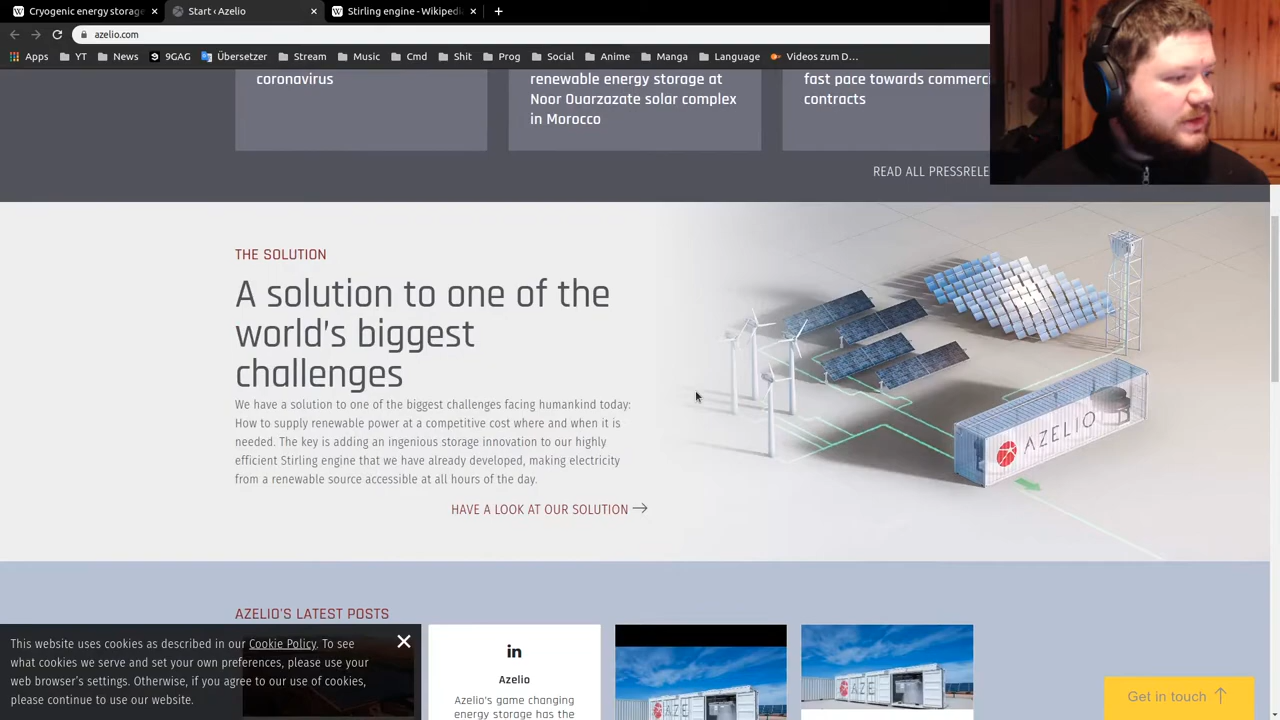 Cryogenic energy storage
Start ‹ Azelio
Stirling engine - Wikipedi
azelio.com
Apps
YT
News
9GAG
Übersetzer
Stream
Music
Cmd
Shit
Prog
Social
Anime
Manga
Language
Videos zum D…
coronavirus
renewable energy storage at
Noor Ouarzazate solar complex
in Morocco
fast pace towards commerci
contracts
READ ALL PRESSRELE
THE SOLUTION
A solution to one of the
world's biggest
challenges
We have a solution to one of the biggest challenges facing humankind today:
How to supply renewable power at a competitive cost where and when it is
needed. The key is adding an ingenious storage innovation to our highly
efficient Stirling engine that we have already developed, making electricity
from a renewable source accessible at all hours of the day.
HAVE A LOOK AT OUR SOLUTION
AZELIO
AZELIO'S LATEST POSTS
This website uses cookies as described in our Cookie Policy. To see
what cookies we serve and set your own preferences, please use your
web browser's settings. Otherwise, if you agree to our use of cookies,
please continue to use our website.
in
Azelio
Azelio's game changing
energy storage has the
Get in touch